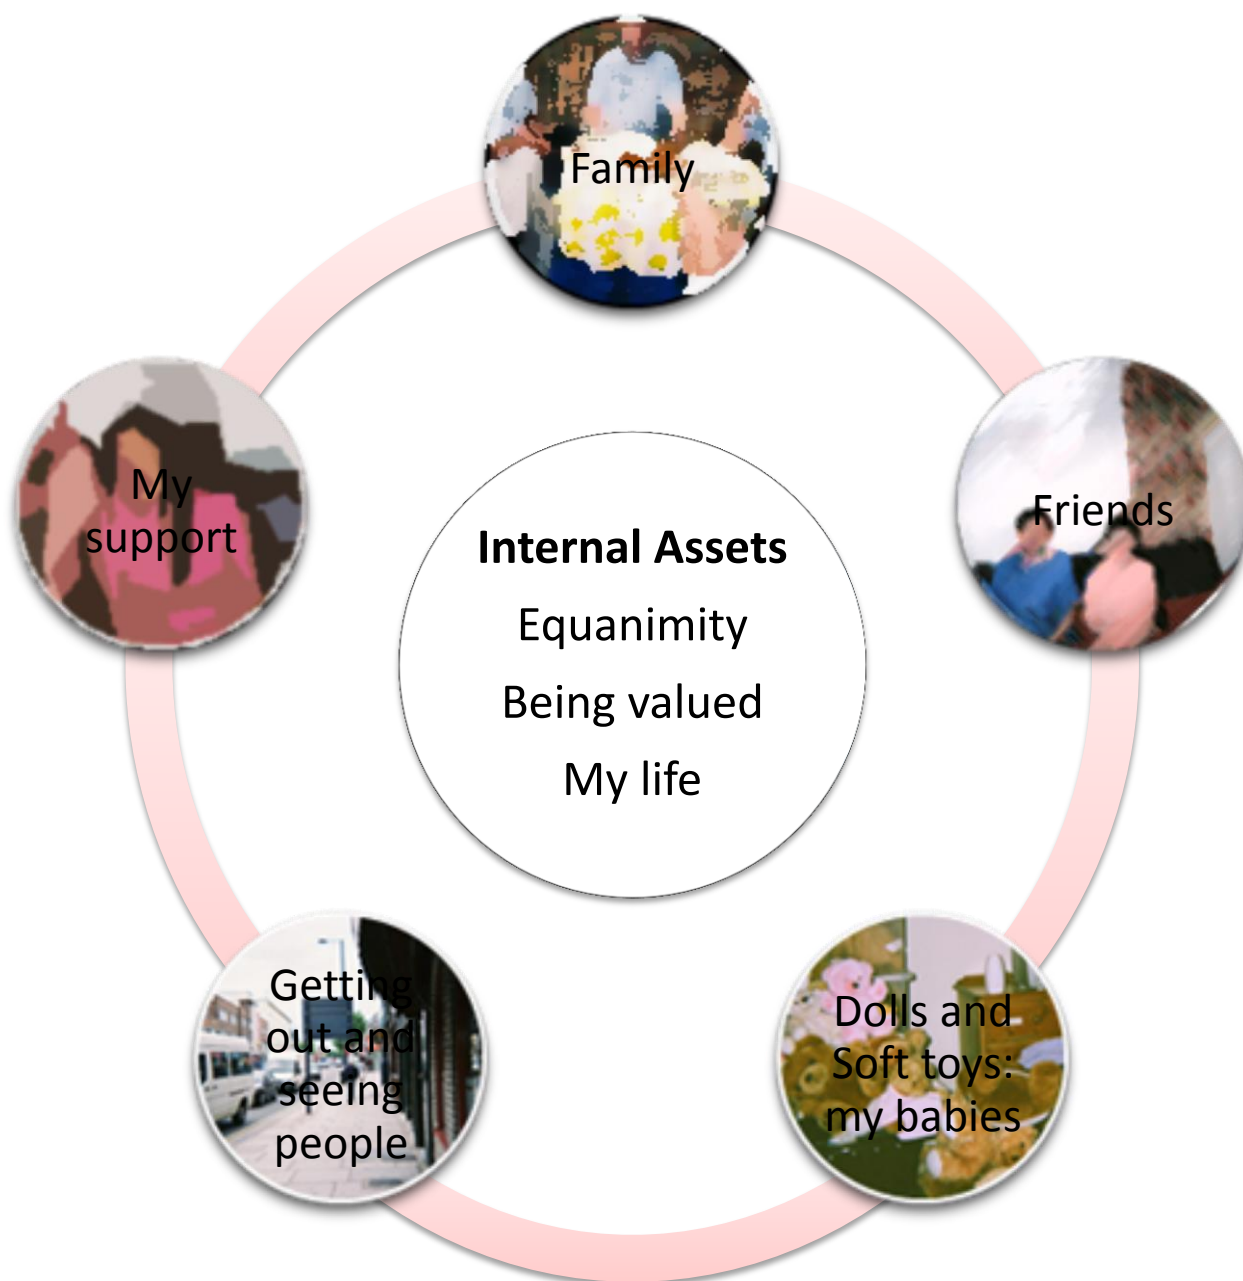 Family
My
support
Friends
Internal Assets
Equanimity
Being valued
My life
Getting
out and
seeing
people
Dolls and
Soft toys:
my babies